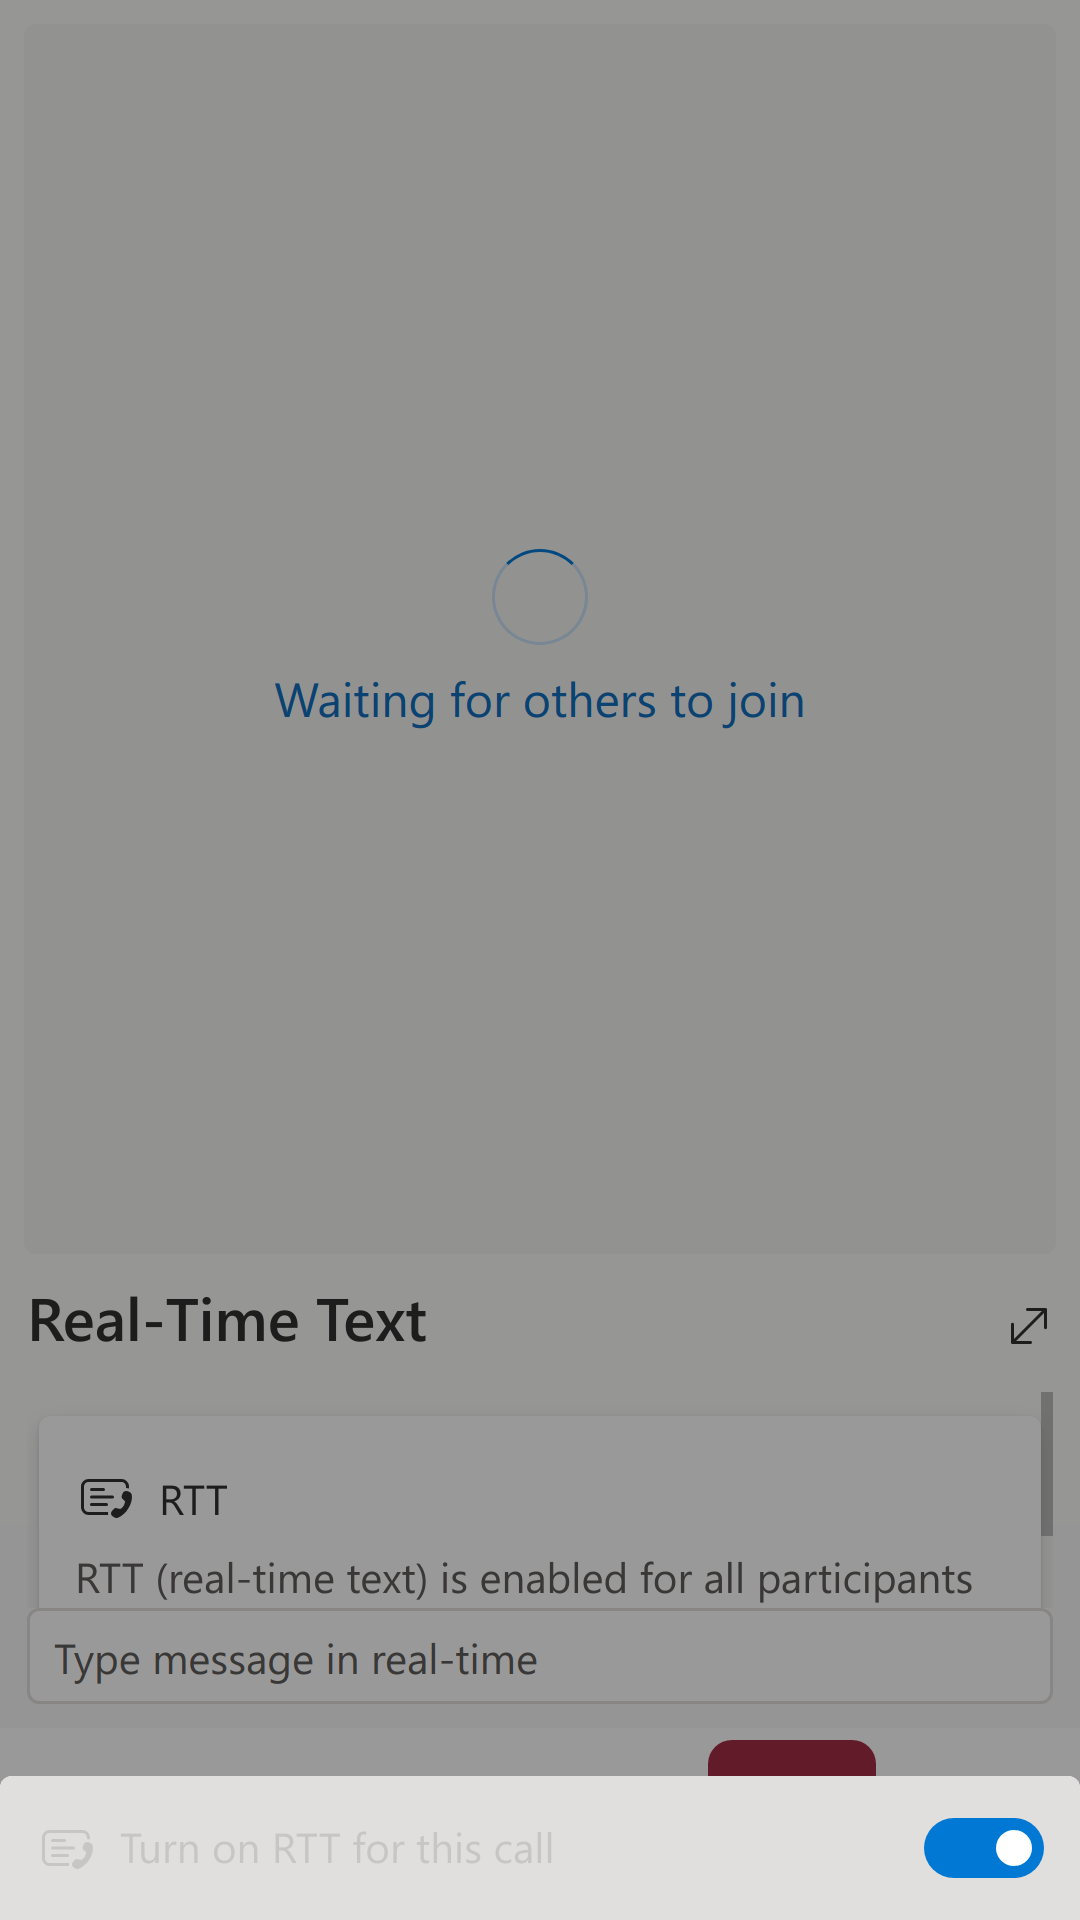 Waiting for others to join
Real-Time Text
RTT
RTT (real-time text) is enabled for all participants
Type message in real-time
Turn on RTT for this call